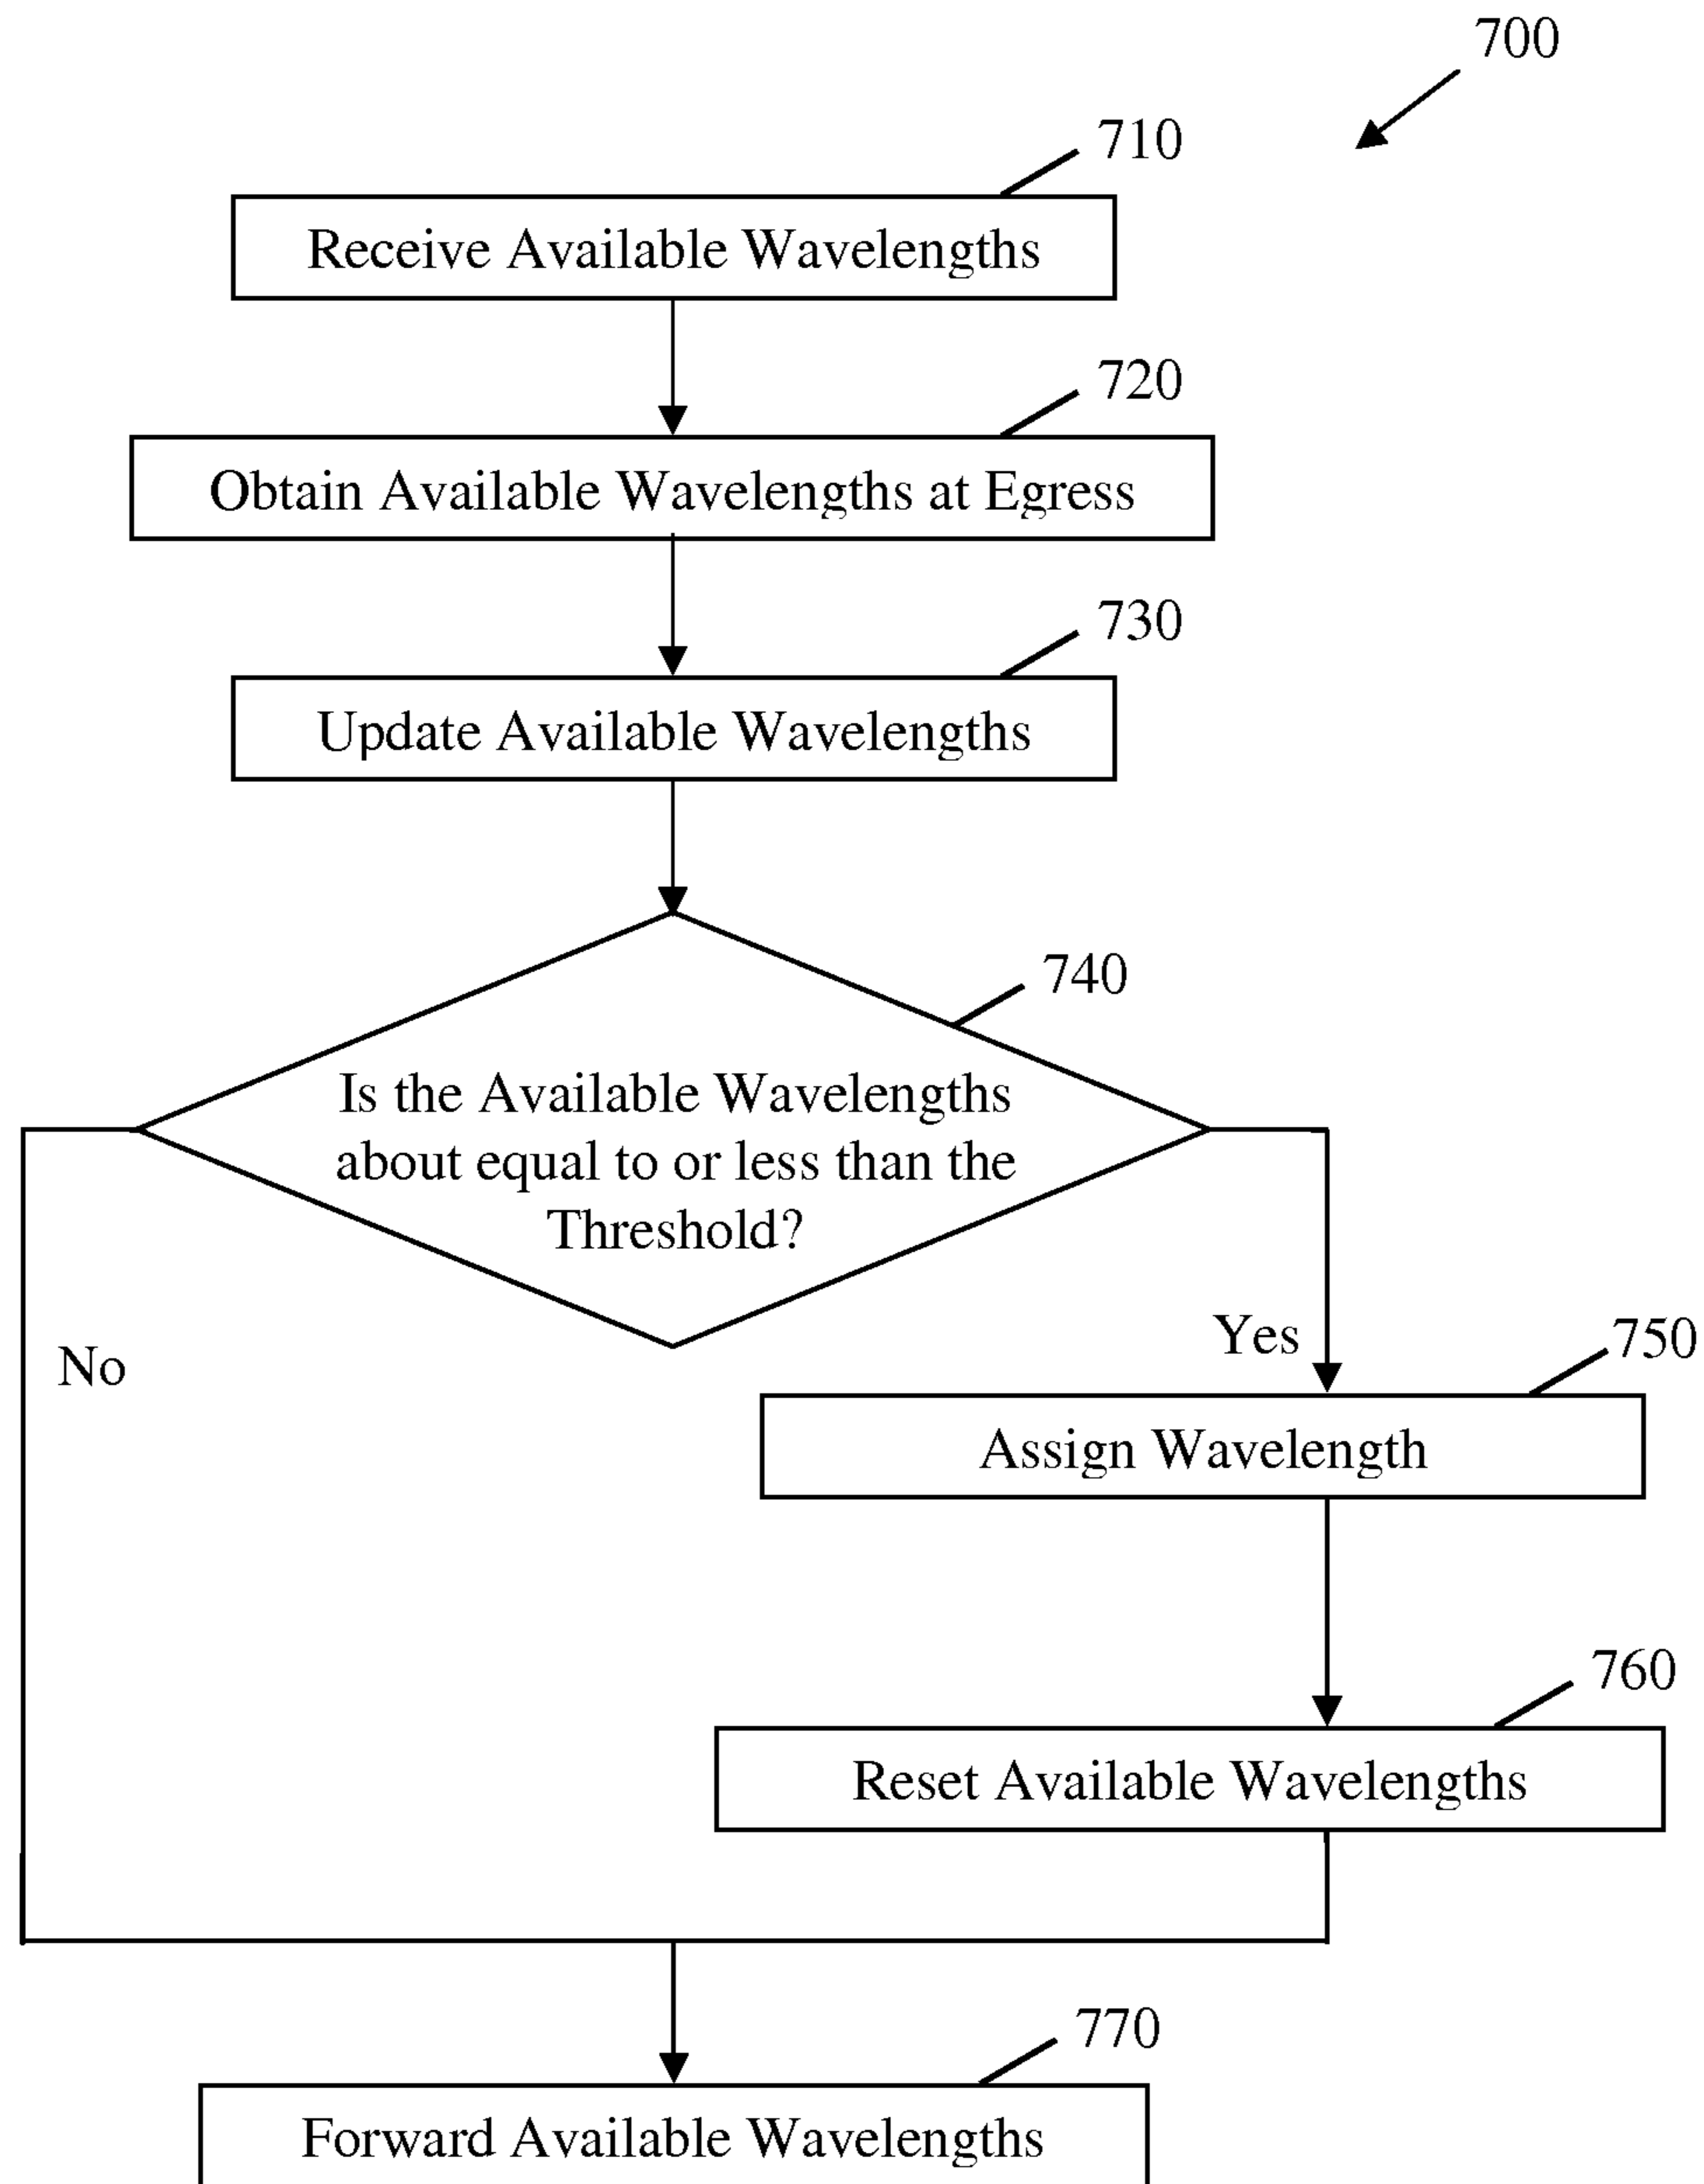 700
710
Receive Available Wavelengths
720
Obtain Available Wavelengths at Egress
730
Update Available Wavelengths
740
Is the Available Wavelengths
about equal to or less than the
Threshold?
No
Yes
750
Assign Wavelength
760
Reset Available Wavelengths
770
Forward Available Wavelengths